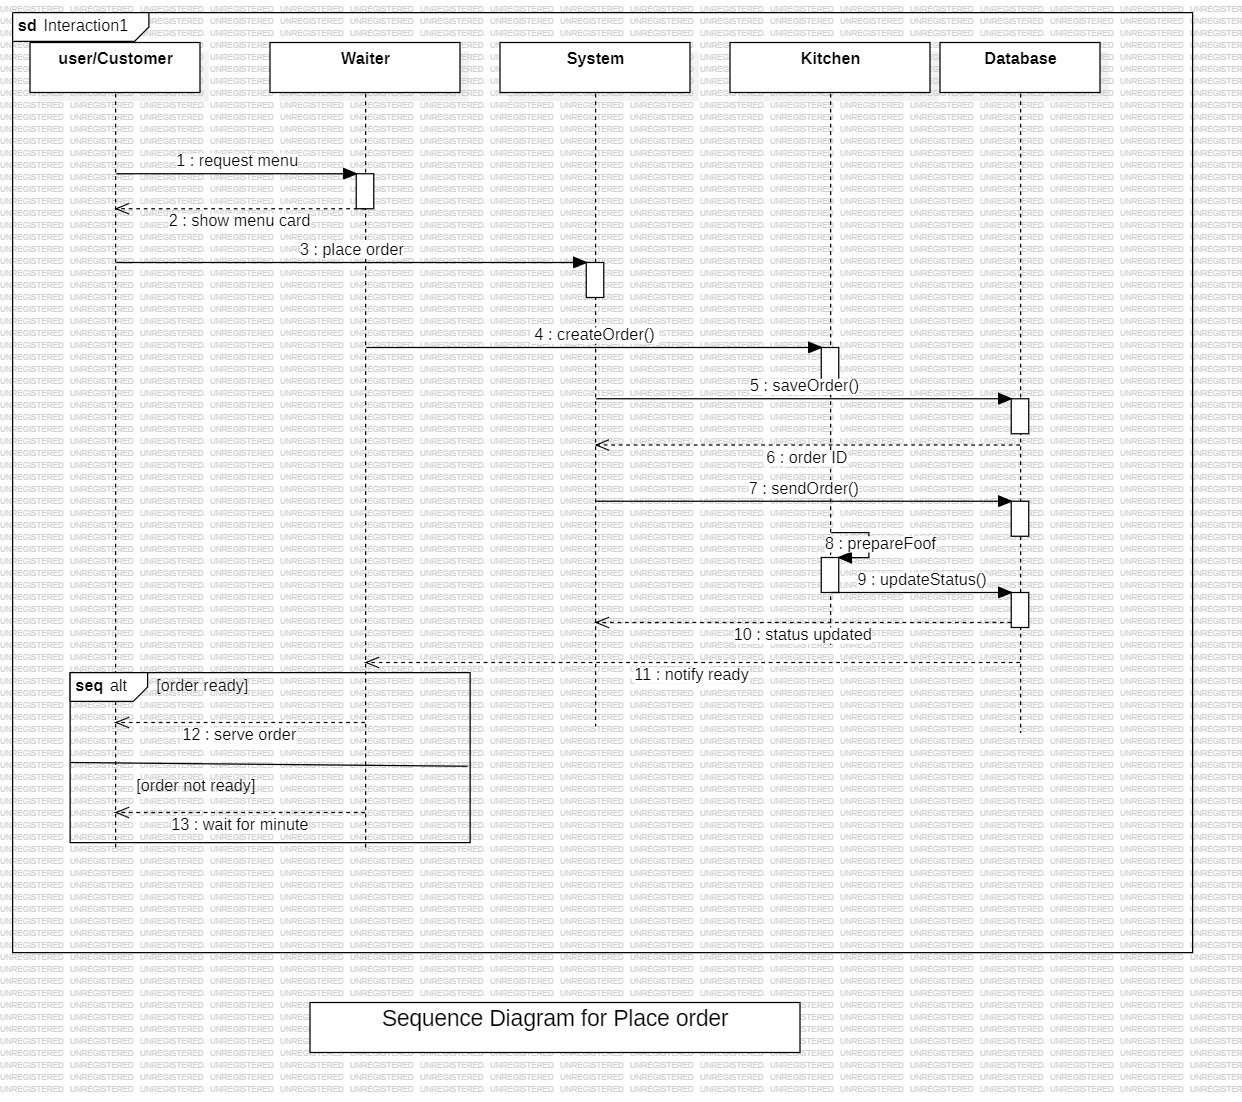 sd Interaction1
user/Customer
Waiter
System
Kitchen
Database
1 : request menu
2 : show menu card
3 : place order
4 : createOrder()
5 : saveOrder()
6 : order ID
7 : sendOrder()
8 : prepareFoof
9 : updateStatus()
10 : status updated
11 : notify ready
seq alt [order ready]
12 : serve order
[order not ready]
13 : wait for minute
Sequence Diagram for Place order
UNREGISTERED